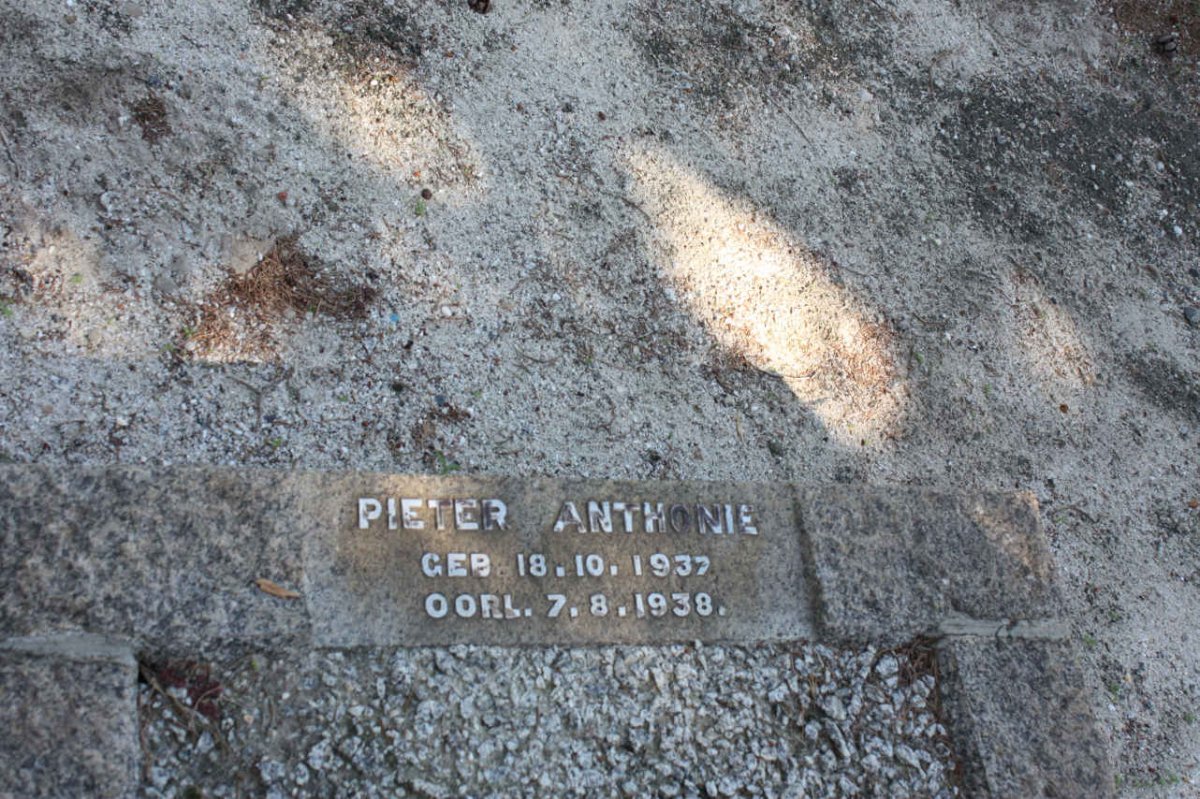 PIETER ANTHONIE
GEB 18.10.1937
OORL. 7.8.1938.